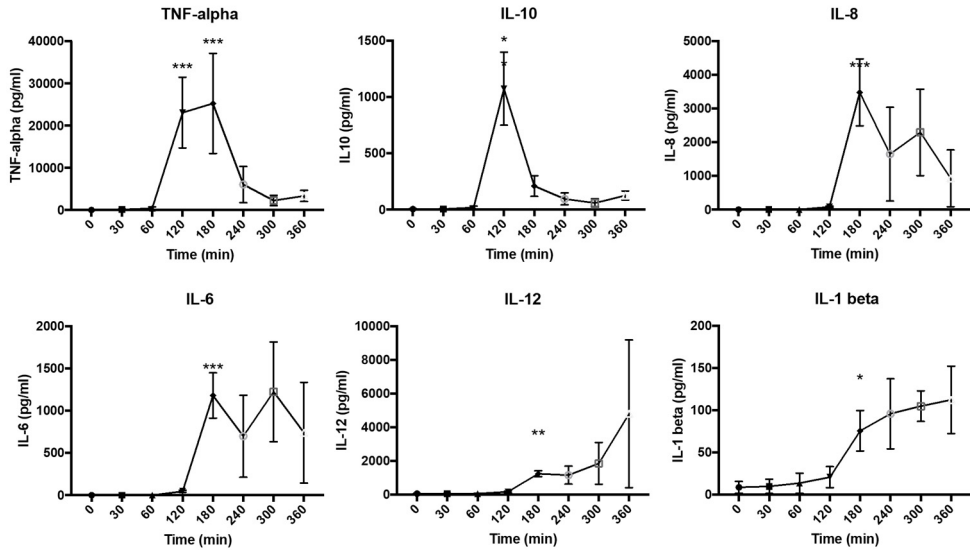 TNF-alpha
TNF-alpha (pg/ml)
40000
30000
20000
10000
0
***
***
0 30 60 120 180 240 300 360
Time (min)
IL-10
IL10 (pg/ml)
1500
1000
500
0
*
*
0 30 60 120 180 240 300 360
Time (min)
IL-8
IL-8 (pg/ml)
5000
4000
3000
2000
1000
0
***
0 30 60 120 180 240 300 360
Time (min)
IL-6
IL-6 (pg/ml)
2000
1500
1000
500
0
***
0 30 60 120 180 240 300 360
Time (min)
IL-12
IL-12 (pg/ml)
10000
8000
6000
4000
2000
0
**
0 30 60 120 180 240 300 360
Time (min)
IL-1 beta
IL-1 beta (pg/ml)
200
150
100
50
0
*
0 30 60 120 180 240 300 360
Time (min)